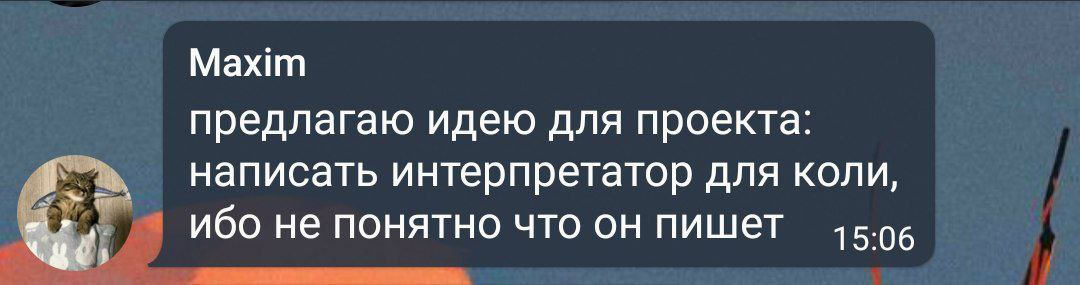 Maxim
предлагаю идею для проекта:
написать интерпретатор для коли,
ибо не понятно что он пишет
15:06